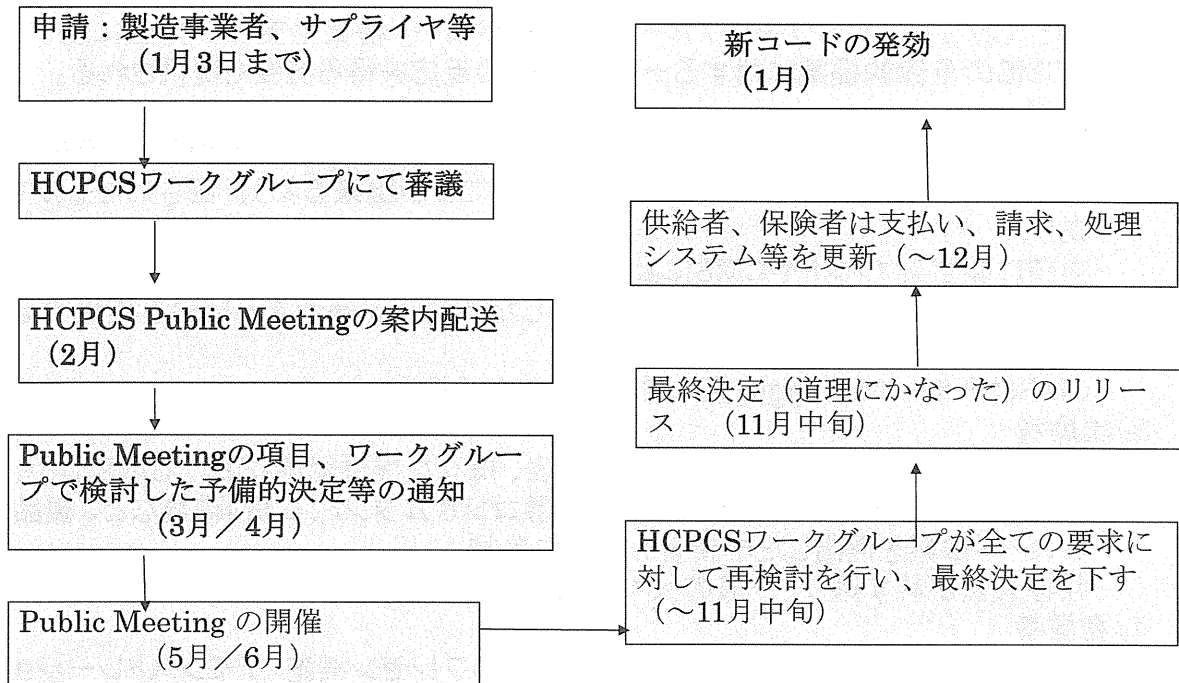 申請：製造事業者、サプライヤ等
（1月3日まで）
HCPCSワークグループにて審議
HCPCS Public Meetingの案内配送
（2月）
Public Meetingの項目、ワークグルー
プで検討した予備的決定等の通知
（3月／4月）
Public Meeting の開催
（5月／6月）
HCPCSワークグループが全ての要求に
対して再検討を行い、最終決定を下す
（～11月中旬）
最終決定（道理にかなった）のリリー
ス （11月中旬）
供給者、保険者は支払い、請求、処理
システム等を更新（～12月）
新コードの発効
（1月）